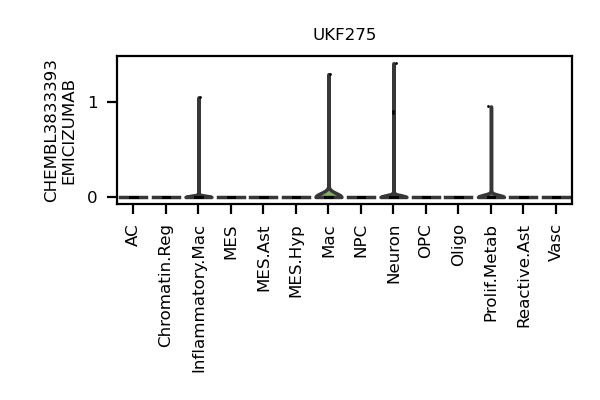 UKF275
CHEMBL3833393
EMICIZUMAB
1
0
AC
Chromatin.Reg
Inflammatory.Mac
MES
MES.Ast
MES.Hyp
Mac
NPC
Neuron
OPC
Oligo
Prolif.Metab
Reactive.Ast
Vasc